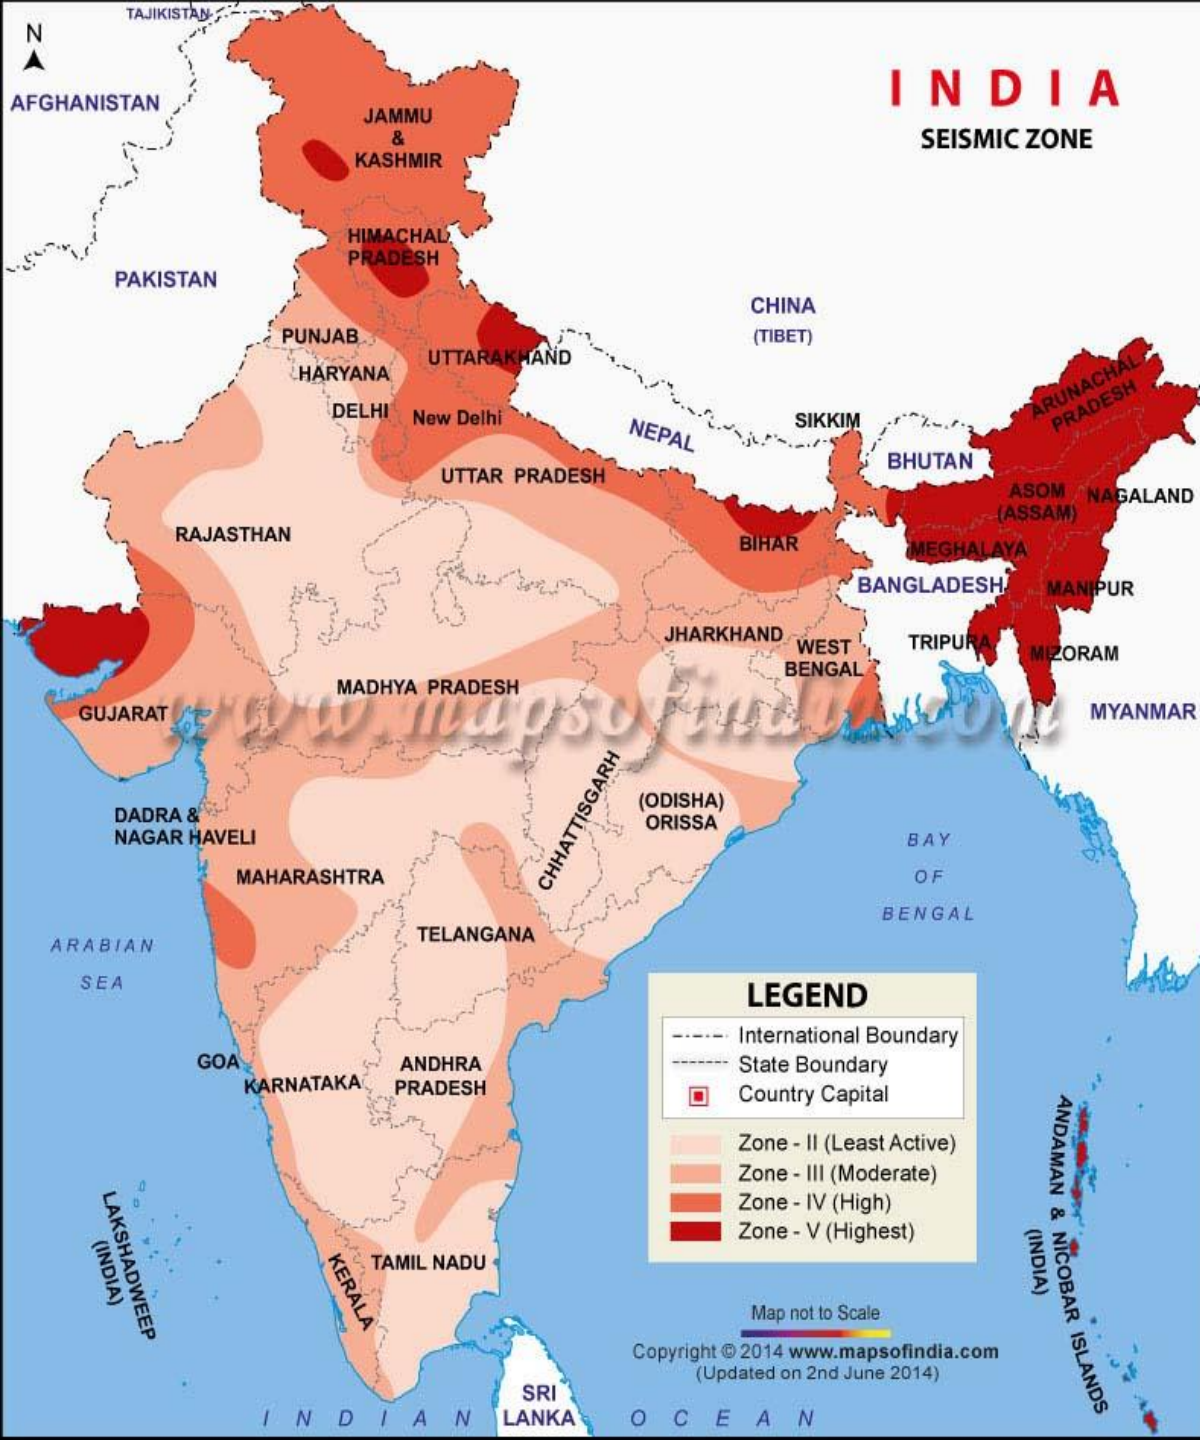 TAJIKISTAN
N
AFGHANISTAN
INDIA
SEISMIC ZONE
JAMMU
&
KASHMIR
HIMACHAL
PRADESH
PAKISTAN
CHINA
(TIBET)
PUNJAB
UTTARAKHAND
HARYANA
DELHI
New Delhi
ARUNACHAL
PRADESH
SIKKIM
NEPAL
BHUTAN
UTTAR PRADESH
ASOM
(ASSAM)
NAGALAND
RAJASTHAN
BIHAR
MEGHALAYA
BANGLADESH
MANIPUR
JHARKHAND
WEST
BENGAL
TRIPURA
MIZORAM
MADHYA PRADESH
GUJARAT
www.mapsofindia.com
MYANMAR
CHHATTISGARH
(ODISHA)
ORISSA
DADRA &
NAGAR HAVELI
BAY
OF
BENGAL
MAHARASHTRA
TELANGANA
ARABIAN
SEA
GOA
KARNATAKA
ANDHRA
PRADESH
LEGEND
International Boundary
State Boundary
Country Capital
Zone - II (Least Active)
Zone - III (Moderate)
Zone - IV (High)
Zone - V (Highest)
ANDAMAN & NICOBAR ISLANDS
(INDIA)
LAKSHADWEEP
(INDIA)
KERALA
TAMIL NADU
Map not to Scale
Copyright © 2014 www.mapsofindia.com
(Updated on 2nd June 2014)
SRI
LANKA
INDIAN OCEAN